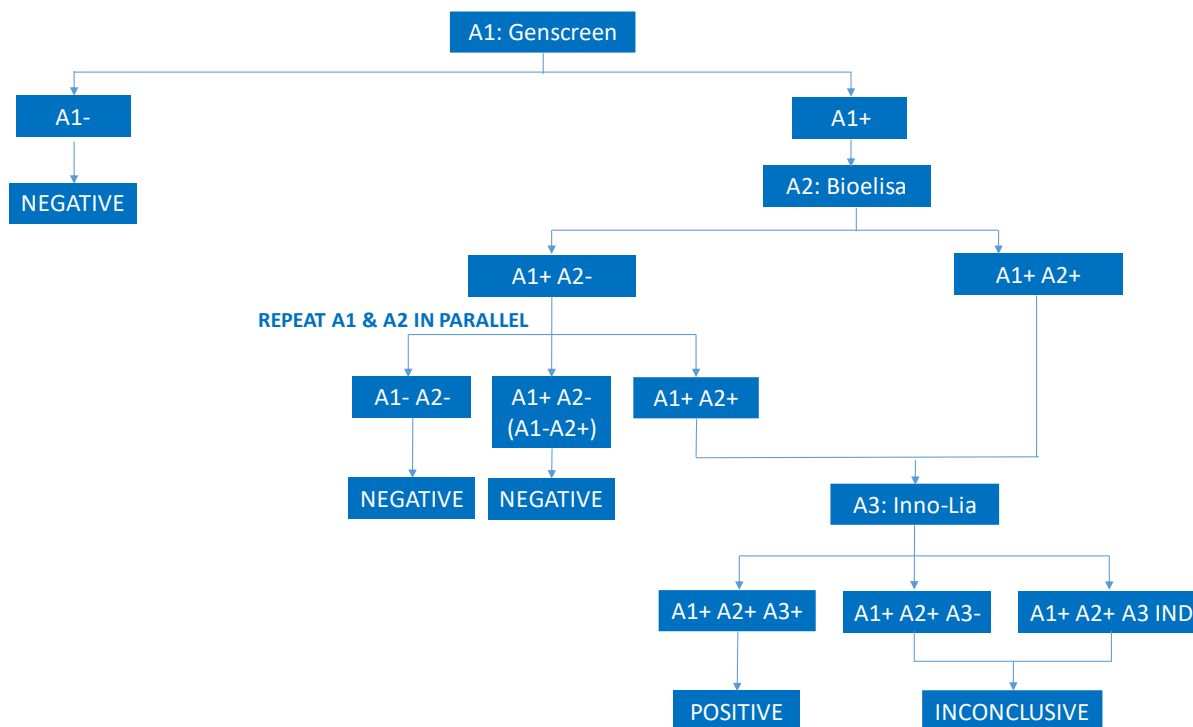 A1: Genscreen
A1-
A1+
NEGATIVE
A2: Bioelisa
A1+ A2-
A1+ A2+
REPEAT A1 & A2 IN PARALLEL
A1- A2-
A1+ A2-
(A1-A2+)
A1+ A2+
NEGATIVE
NEGATIVE
A3: Inno-Lia
A1+ A2+ A3+
A1+ A2+ A3-
A1+ A2+ A3 IND
POSITIVE
INCONCLUSIVE